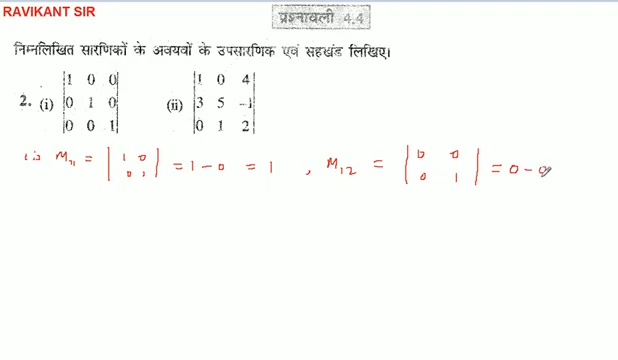 RAVIKANT SIR
प्रश्नावली 4.4
निम्नलिखित सारणिकों के अवयवों के उपसारणिक एवं सहखंड लिखिए।
2. (i) |1 0 0| (ii) |1 0 4|
|0 1 0| |3 5 -1|
|0 0 1| |0 1 2|
(i) M₁₁ = |1 0| = 1 - 0 = 1 , M₁₂ = |0 0| = 0 - 0
|0 1| |0 1|